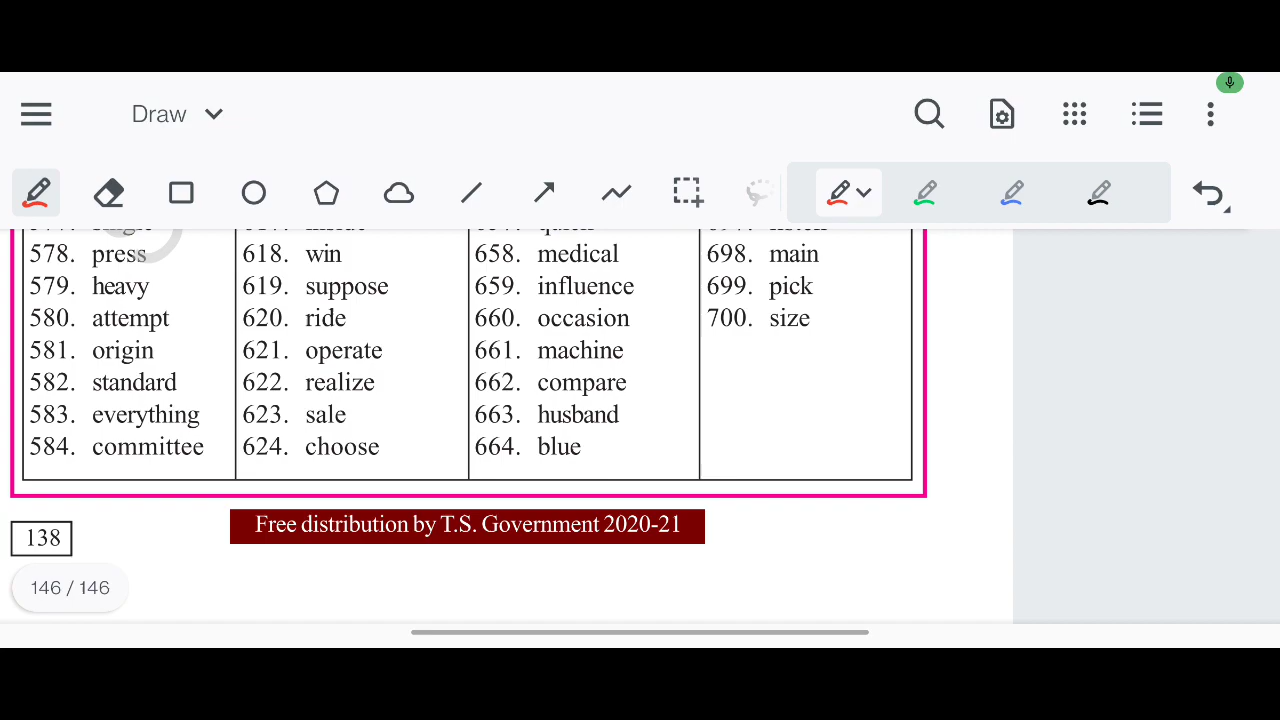 Draw
578. press 618. win 658. medical 698. main
579. heavy 619. suppose 659. influence 699. pick
580. attempt 620. ride 660. occasion 700. size
581. origin 621. operate 661. machine
582. standard 622. realize 662. compare
583. everything 623. sale 663. husband
584. committee 624. choose 664. blue
Free distribution by T.S. Government 2020-21
138
146 / 146